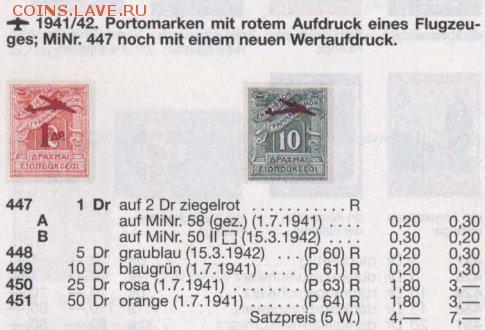 COINS.LAVE.RU
✈ 1941/42. Portomarken mit rotem Aufdruck eines Flugzeu-
ges; MiNr. 447 noch mit einem neuen Wertaufdruck.
1 ΔΡ.
ΔΡΑΧΜΑΙ
ΕΙΣΠΡΑΚΤΕΟΙ
10
ΔΡΑΧΜΑΙ
ΕΙΣΠΡΑΚΤΕΑΙ
447 1 Dr auf 2 Dr ziegelrot ............ R
A auf MiNr. 58 (gez.) (1.7.1941) .... 0,20 0,30
B auf MiNr. 50 II □ (15.3.1942) .... 0,30 0,20
448 5 Dr graublau (15.3.1942) .... (P 60) R 0,20 0,30
449 10 Dr blaugrün (1.7.1941) .... (P 61) R 0,20 0,30
450 25 Dr rosa (1.7.1941) ........ (P 63) R 1,80 3,—
451 50 Dr orange (1.7.1941) ...... (P 64) R 1,80 3,—
Satzpreis (5 W.) 4,— 7,—